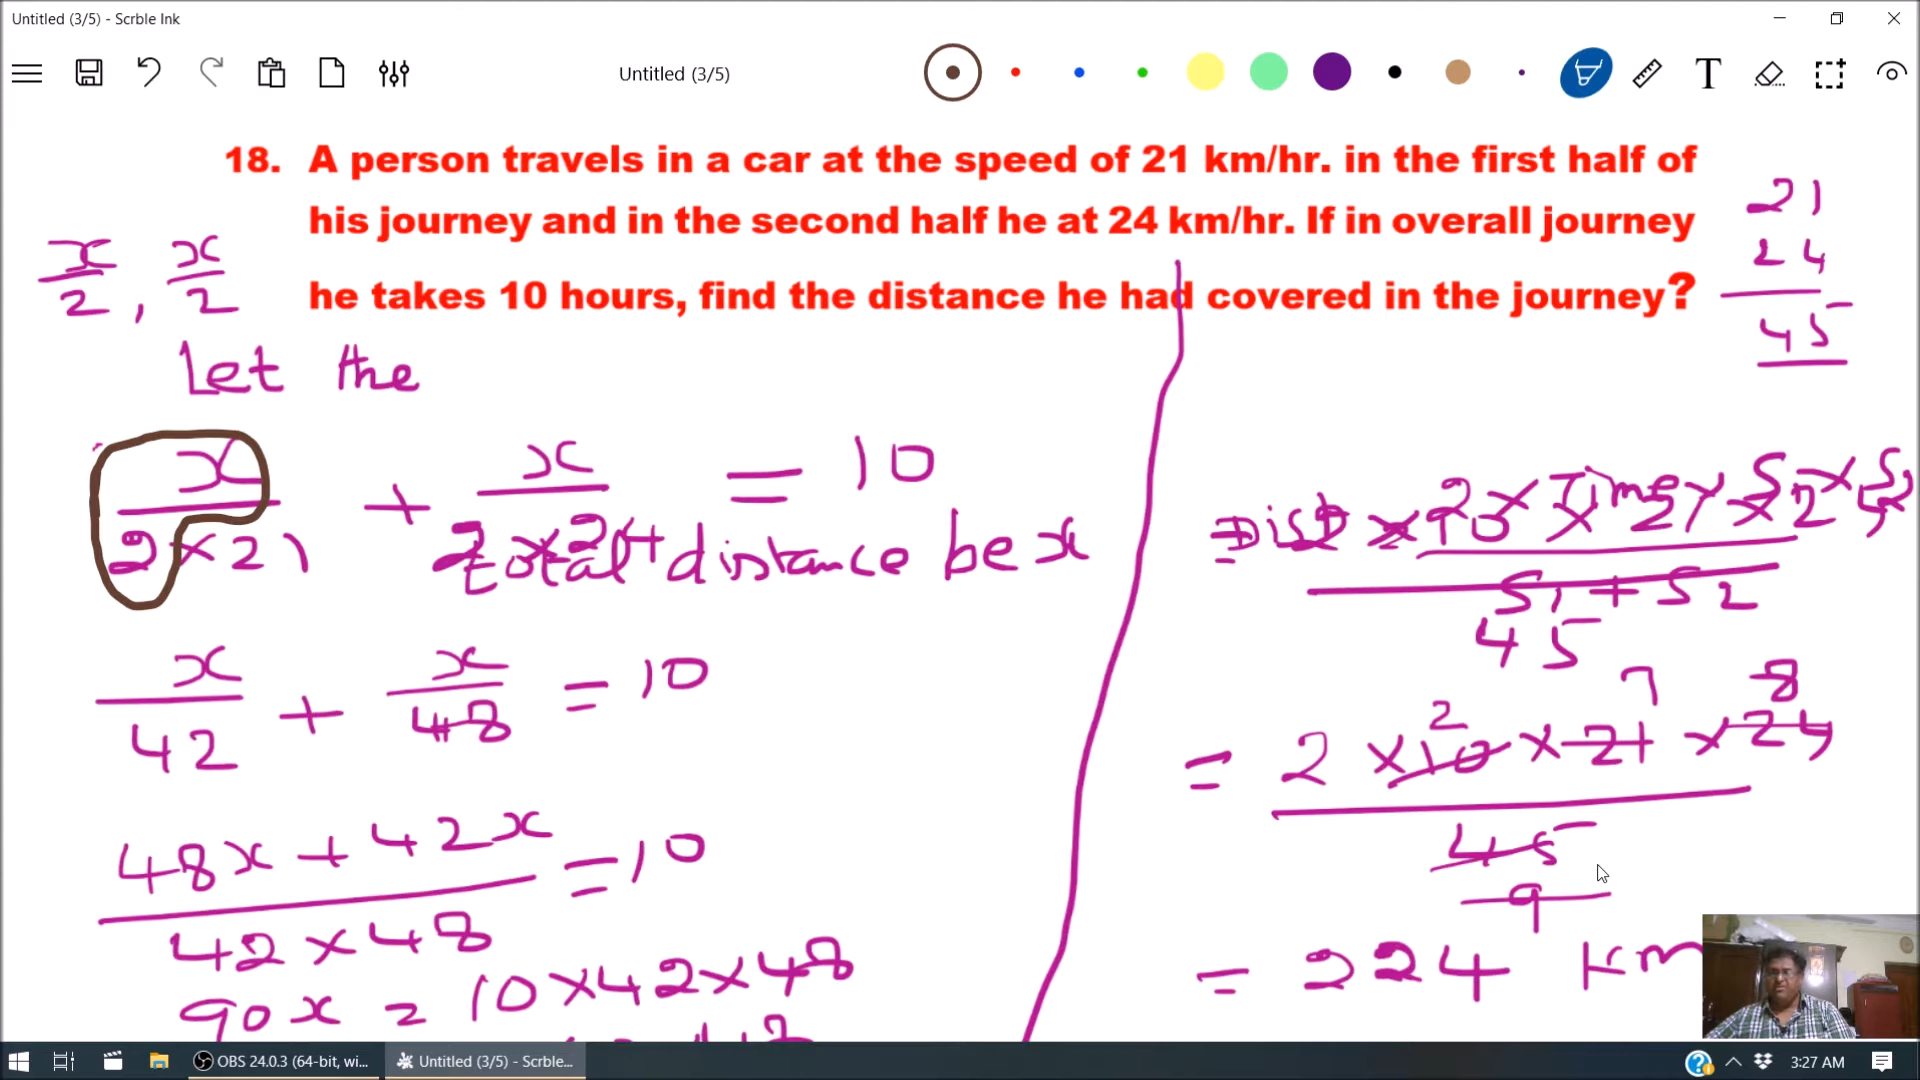 Untitled (3/5) - Scrble Ink
Untitled (3/5)
T
18. A person travels in a car at the speed of 21 km/hr. in the first half of
his journey and in the second half he at 24 km/hr. If in overall journey
he takes 10 hours, find the distance he had covered in the journey?
x/2 , x/2
21
24
45
Let the
total distance be x
x/(2 × 21) + x/(2 × 24) = 10
x/42 + x/48 = 10
(48x + 42x)/(42 × 48) = 10
90x = 10 × 42 × 48
Dist = 2 × Time × S1 × S2
S1 + S2
45
= 2 × 10 × 21 × 24
2 7 8
45
9
= 224 Km
OBS 24.0.3 (64-bit, wi...
Untitled (3/5) - Scrble...
3:27 AM